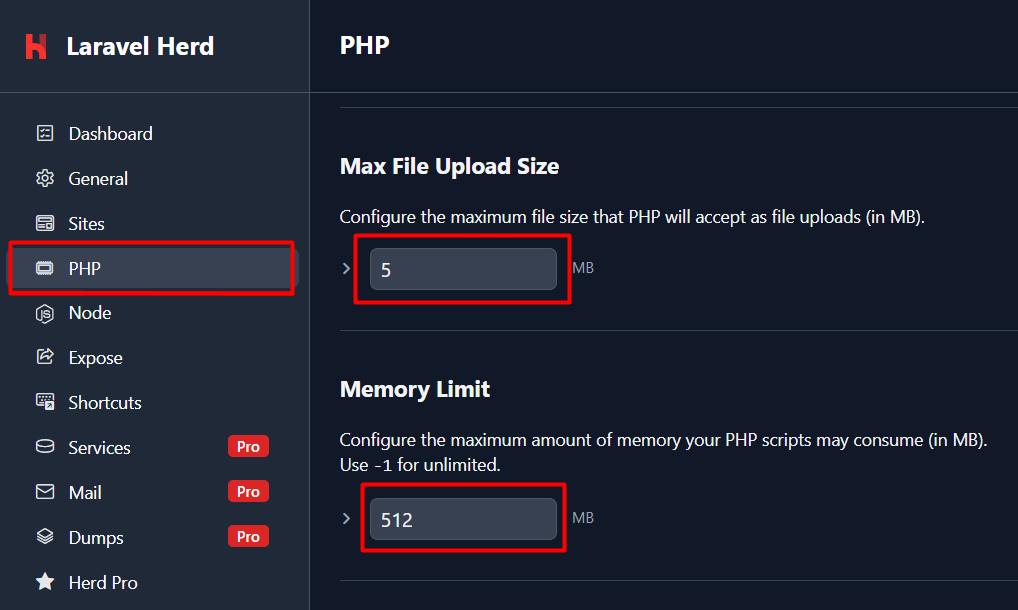 Laravel Herd
Dashboard
General
Sites
PHP
Node
Expose
Shortcuts
Services Pro
Mail Pro
Dumps Pro
Herd Pro
PHP
Max File Upload Size
Configure the maximum file size that PHP will accept as file uploads (in MB).
5 MB
Memory Limit
Configure the maximum amount of memory your PHP scripts may consume (in MB).
Use -1 for unlimited.
512 MB